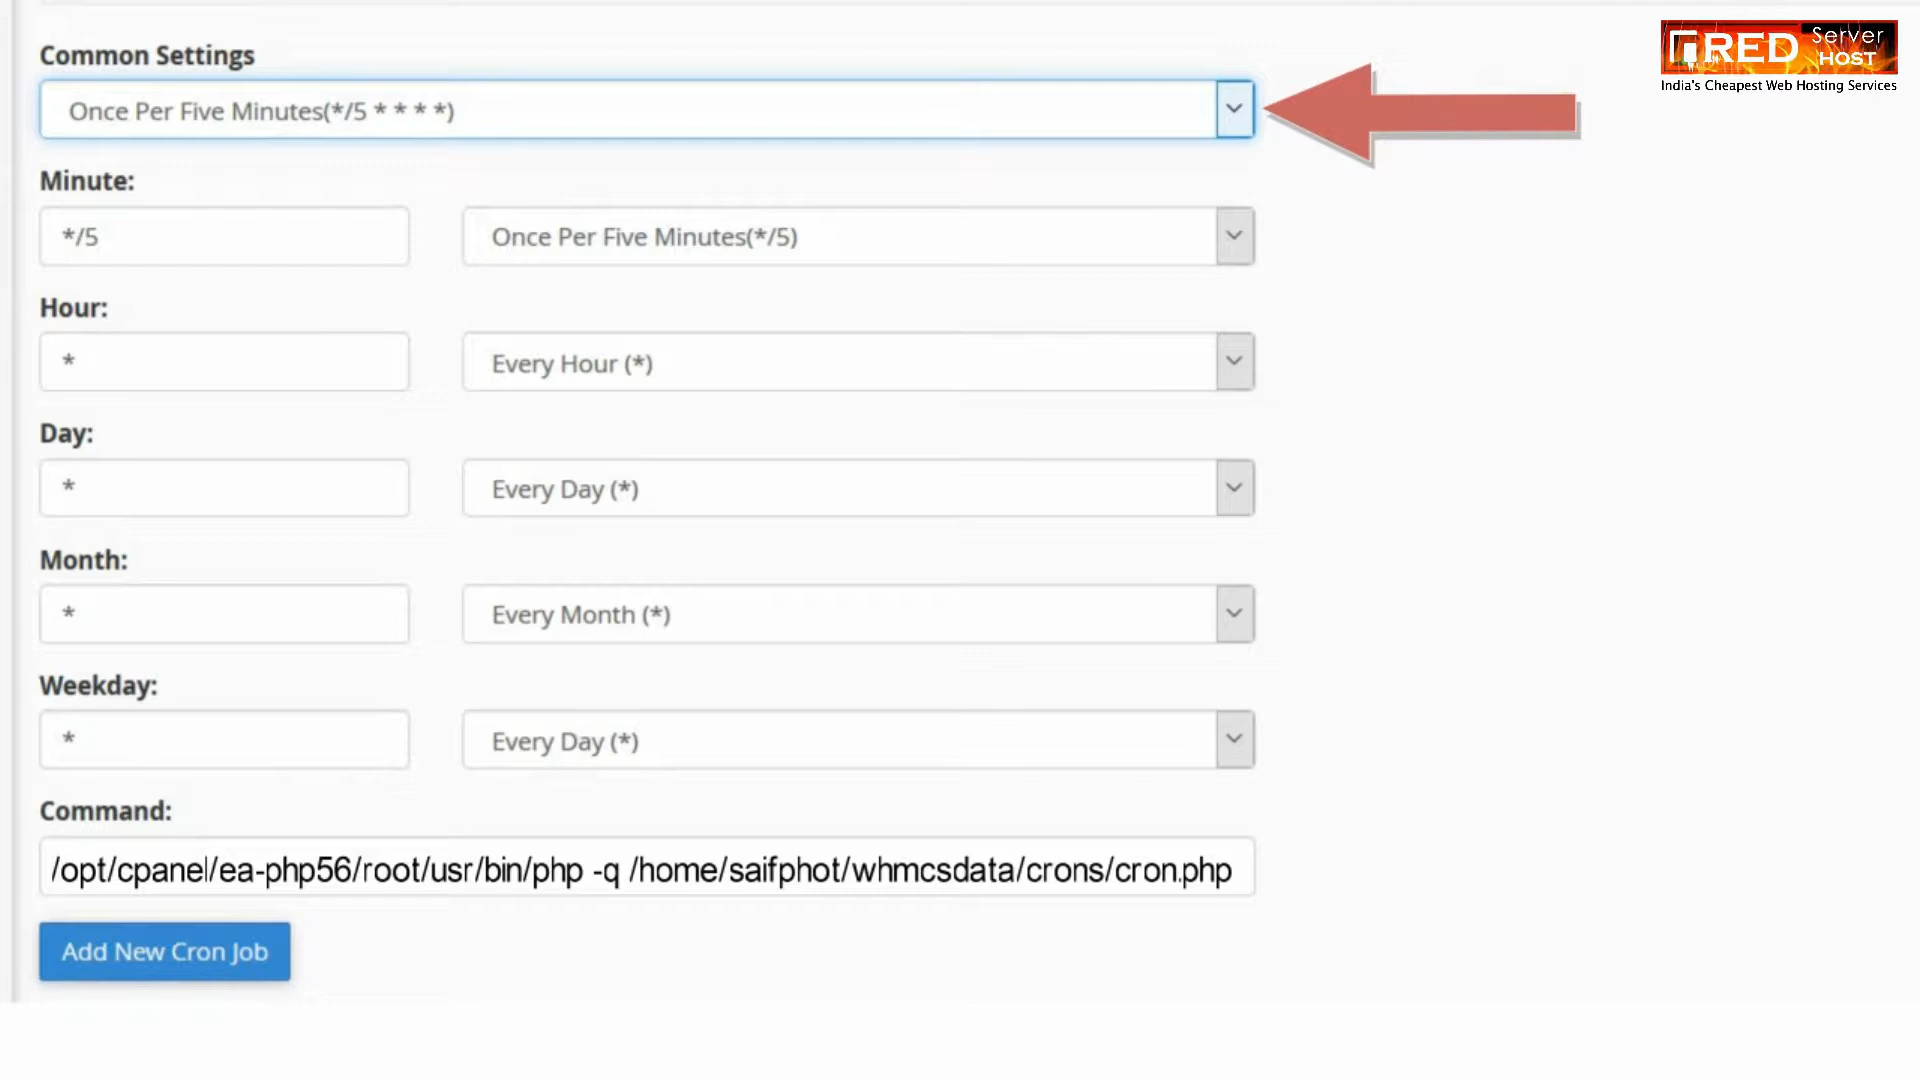 RED Server HOST
India's Cheapest Web Hosting Services
Common Settings
Once Per Five Minutes(*/5 * * * *)
Minute:
*/5 Once Per Five Minutes(*/5)
Hour:
* Every Hour (*)
Day:
* Every Day (*)
Month:
* Every Month (*)
Weekday:
* Every Day (*)
Command:
/opt/cpanel/ea-php56/root/usr/bin/php -q /home/saifphot/whmcsdata/crons/cron.php
Add New Cron Job